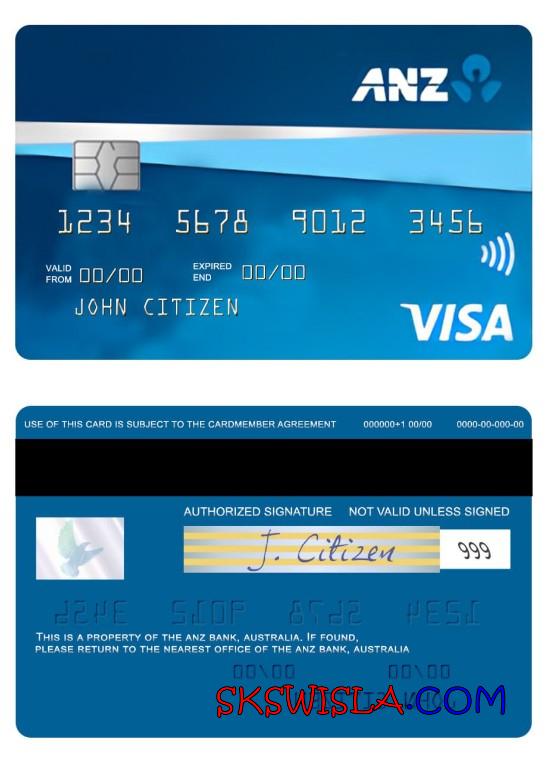 ANZ
1234 5678 9012 3456
VALID FROM 00/00 EXPIRED END 00/00
JOHN CITIZEN
VISA
USE OF THIS CARD IS SUBJECT TO THE CARDMEMBER AGREEMENT 000000+1 00/00 0000-00-000-00
AUTHORIZED SIGNATURE NOT VALID UNLESS SIGNED
J. Citizen 999
THIS IS A PROPERTY OF THE ANZ BANK, AUSTRALIA. IF FOUND,
PLEASE RETURN TO THE NEAREST OFFICE OF THE ANZ BANK, AUSTRALIA
00/00 00/00
SKSWISLA.COM